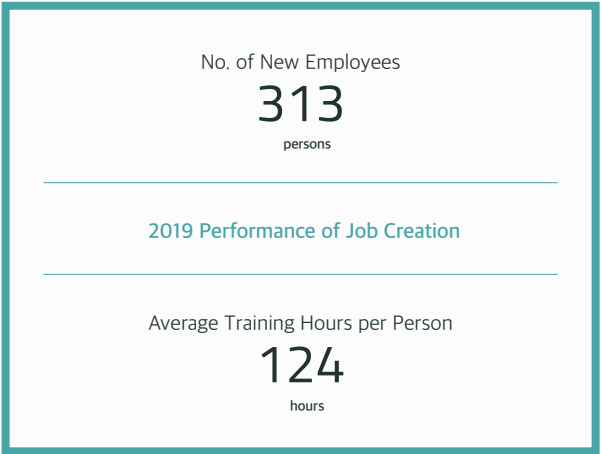 No. of New Employees
313
persons
2019 Performance of Job Creation
Average Training Hours per Person
124
hours